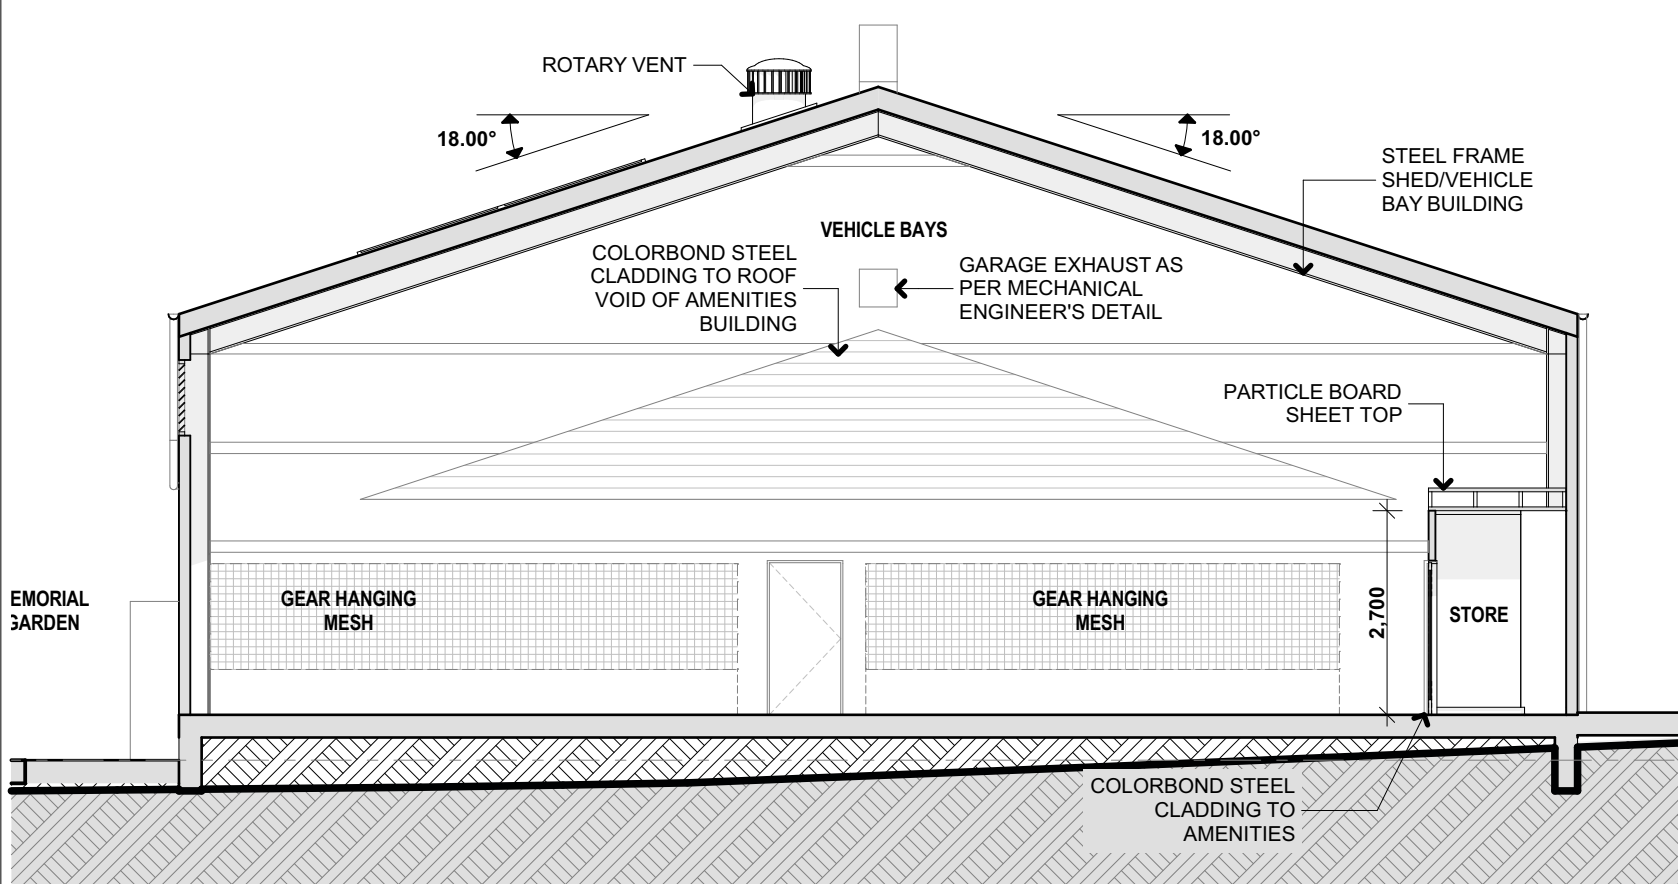 ROTARY VENT
18.00°
18.00°
STEEL FRAME
SHED/VEHICLE
BAY BUILDING
VEHICLE BAYS
COLORBOND STEEL
CLADDING TO ROOF
VOID OF AMENITIES
BUILDING
GARAGE EXHAUST AS
PER MECHANICAL
ENGINEER'S DETAIL
PARTICLE BOARD
SHEET TOP
EMORIAL
GARDEN
GEAR HANGING
MESH
GEAR HANGING
MESH
2,700
STORE
COLORBOND STEEL
CLADDING TO
AMENITIES